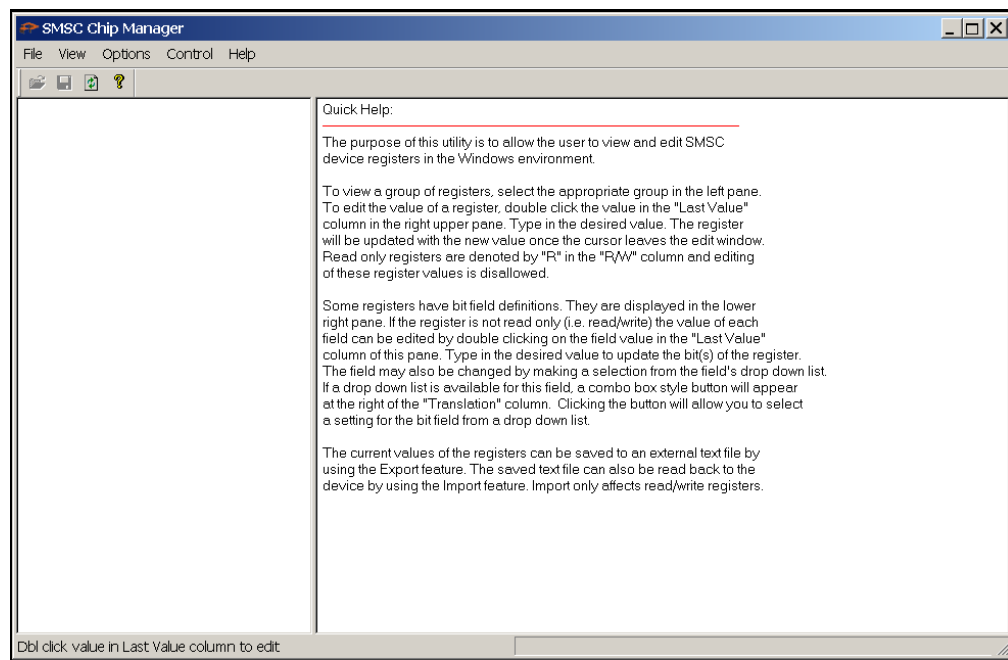 SMSC Chip Manager
File View Options Control Help
Quick Help:
The purpose of this utility is to allow the user to view and edit SMSC
device registers in the Windows environment.
To view a group of registers, select the appropriate group in the left pane.
To edit the value of a register, double click the value in the "Last Value"
column in the right upper pane. Type in the desired value. The register
will be updated with the new value once the cursor leaves the edit window.
Read only registers are denoted by "R" in the "R/W" column and editing
of these register values is disallowed.
Some registers have bit field definitions. They are displayed in the lower
right pane. If the register is not read only (i.e. read/write) the value of each
field can be edited by double clicking on the field value in the "Last Value"
column of this pane. Type in the desired value to update the bit(s) of the register.
The field may also be changed by making a selection from the field's drop down list.
If a drop down list is available for this field, a combo box style button will appear
at the right of the "Translation" column. Clicking the button will allow you to select
a setting for the bit field from a drop down list.
The current values of the registers can be saved to an external text file by
using the Export feature. The saved text file can also be read back to the
device by using the Import feature. Import only affects read/write registers.
Dbl click value in Last Value column to edit